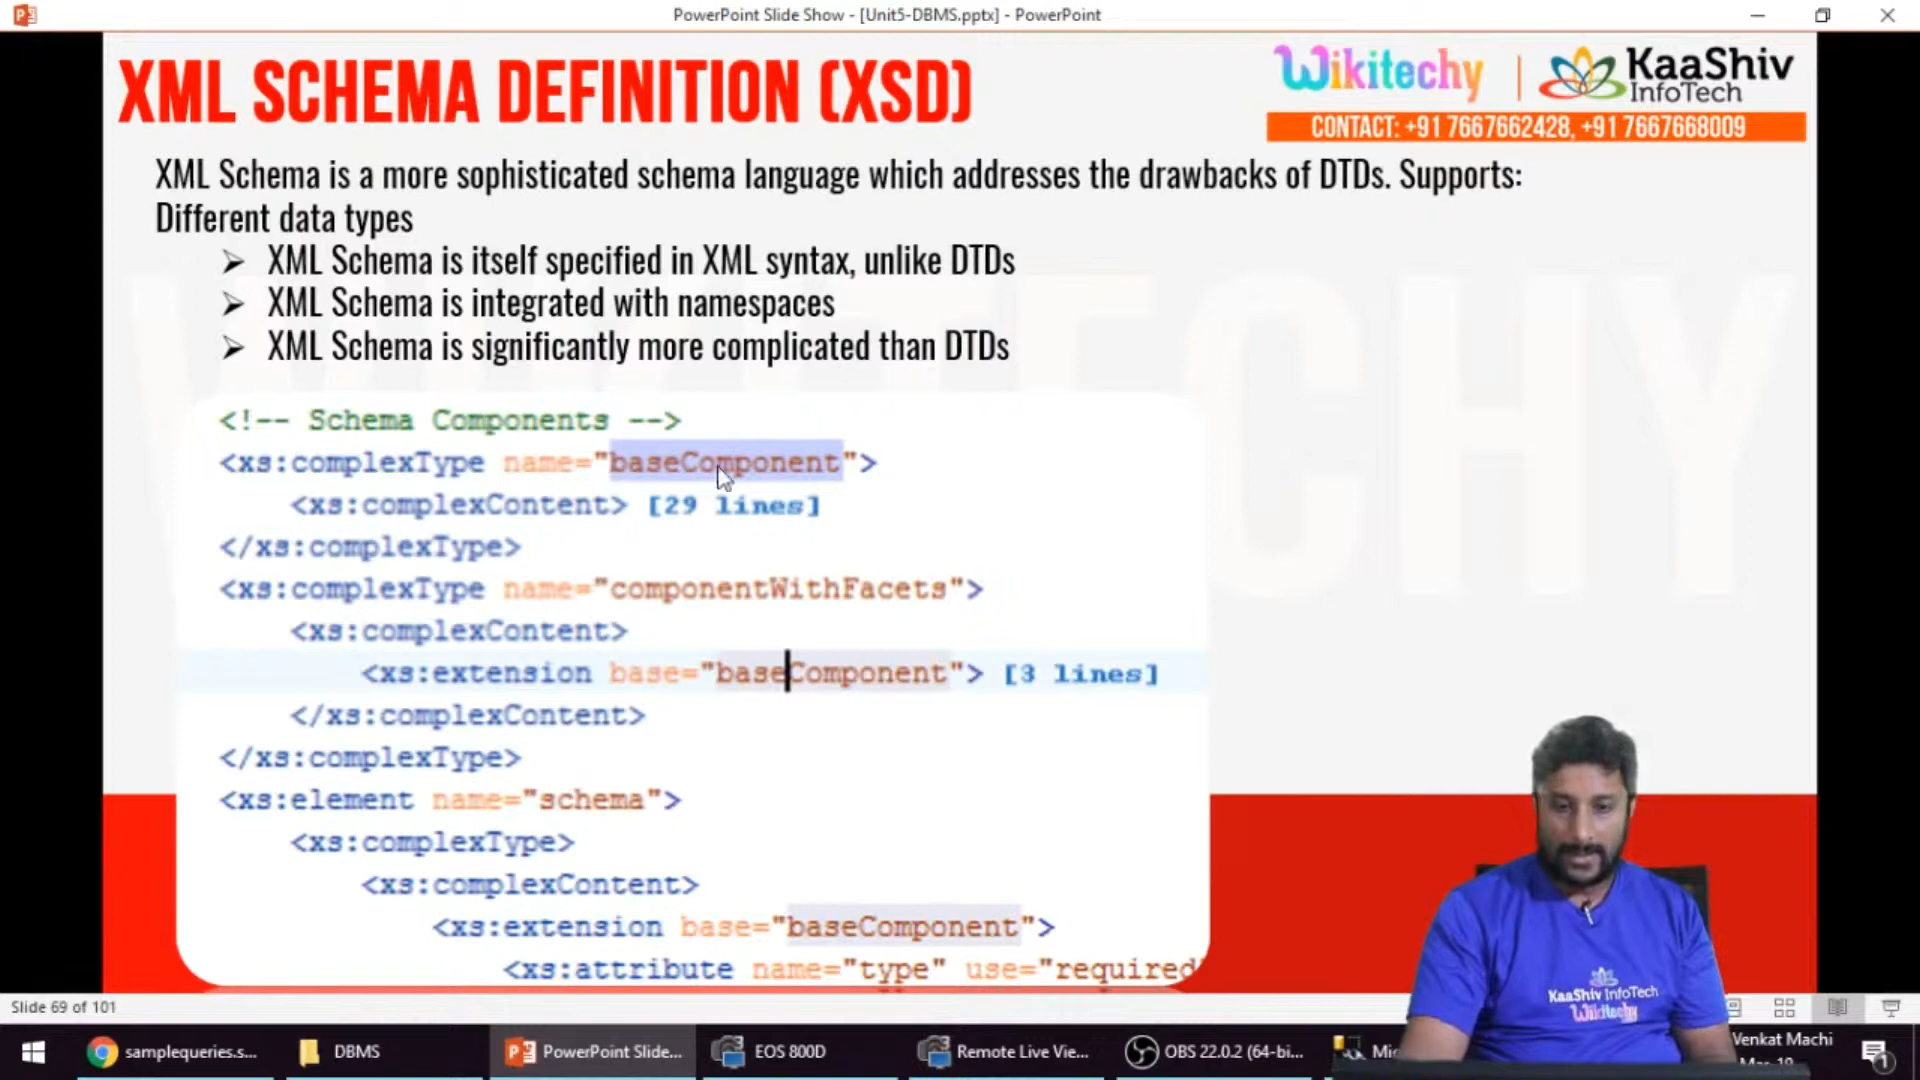 PowerPoint Slide Show - [Unit5-DBMS.pptx] - PowerPoint
XML SCHEMA DEFINITION (XSD)
Wikitechy
KaaShiv
InfoTech
CONTACT: +91 7667662428, +91 7667668009
XML Schema is a more sophisticated schema language which addresses the drawbacks of DTDs. Supports:
Different data types
XML Schema is itself specified in XML syntax, unlike DTDs
XML Schema is integrated with namespaces
XML Schema is significantly more complicated than DTDs
<!-- Schema Components -->
<xs:complexType name="baseComponent">
<xs:complexContent> [29 lines]
</xs:complexType>
<xs:complexType name="componentWithFacets">
<xs:complexContent>
<xs:extension base="baseComponent"> [3 lines]
</xs:complexContent>
</xs:complexType>
<xs:element name="schema">
<xs:complexType>
<xs:complexContent>
<xs:extension base="baseComponent">
<xs:attribute name="type" use="required
KaaShiv InfoTech
Wikitechy
Slide 69 of 101
samplequeries.s...
DBMS
PowerPoint Slide...
EOS 800D
Remote Live Vie...
OBS 22.0.2 (64-bi...
Mic
Venkat Machi
1